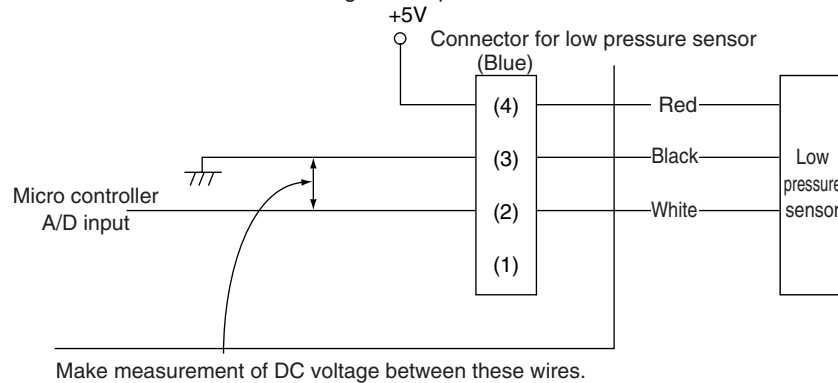 +5V
Connector for low pressure sensor
(Blue)
(4)
Red
(3)
Black
Low
pressure
sensor
Micro controller
A/D input
(2)
White
(1)
Make measurement of DC voltage between these wires.